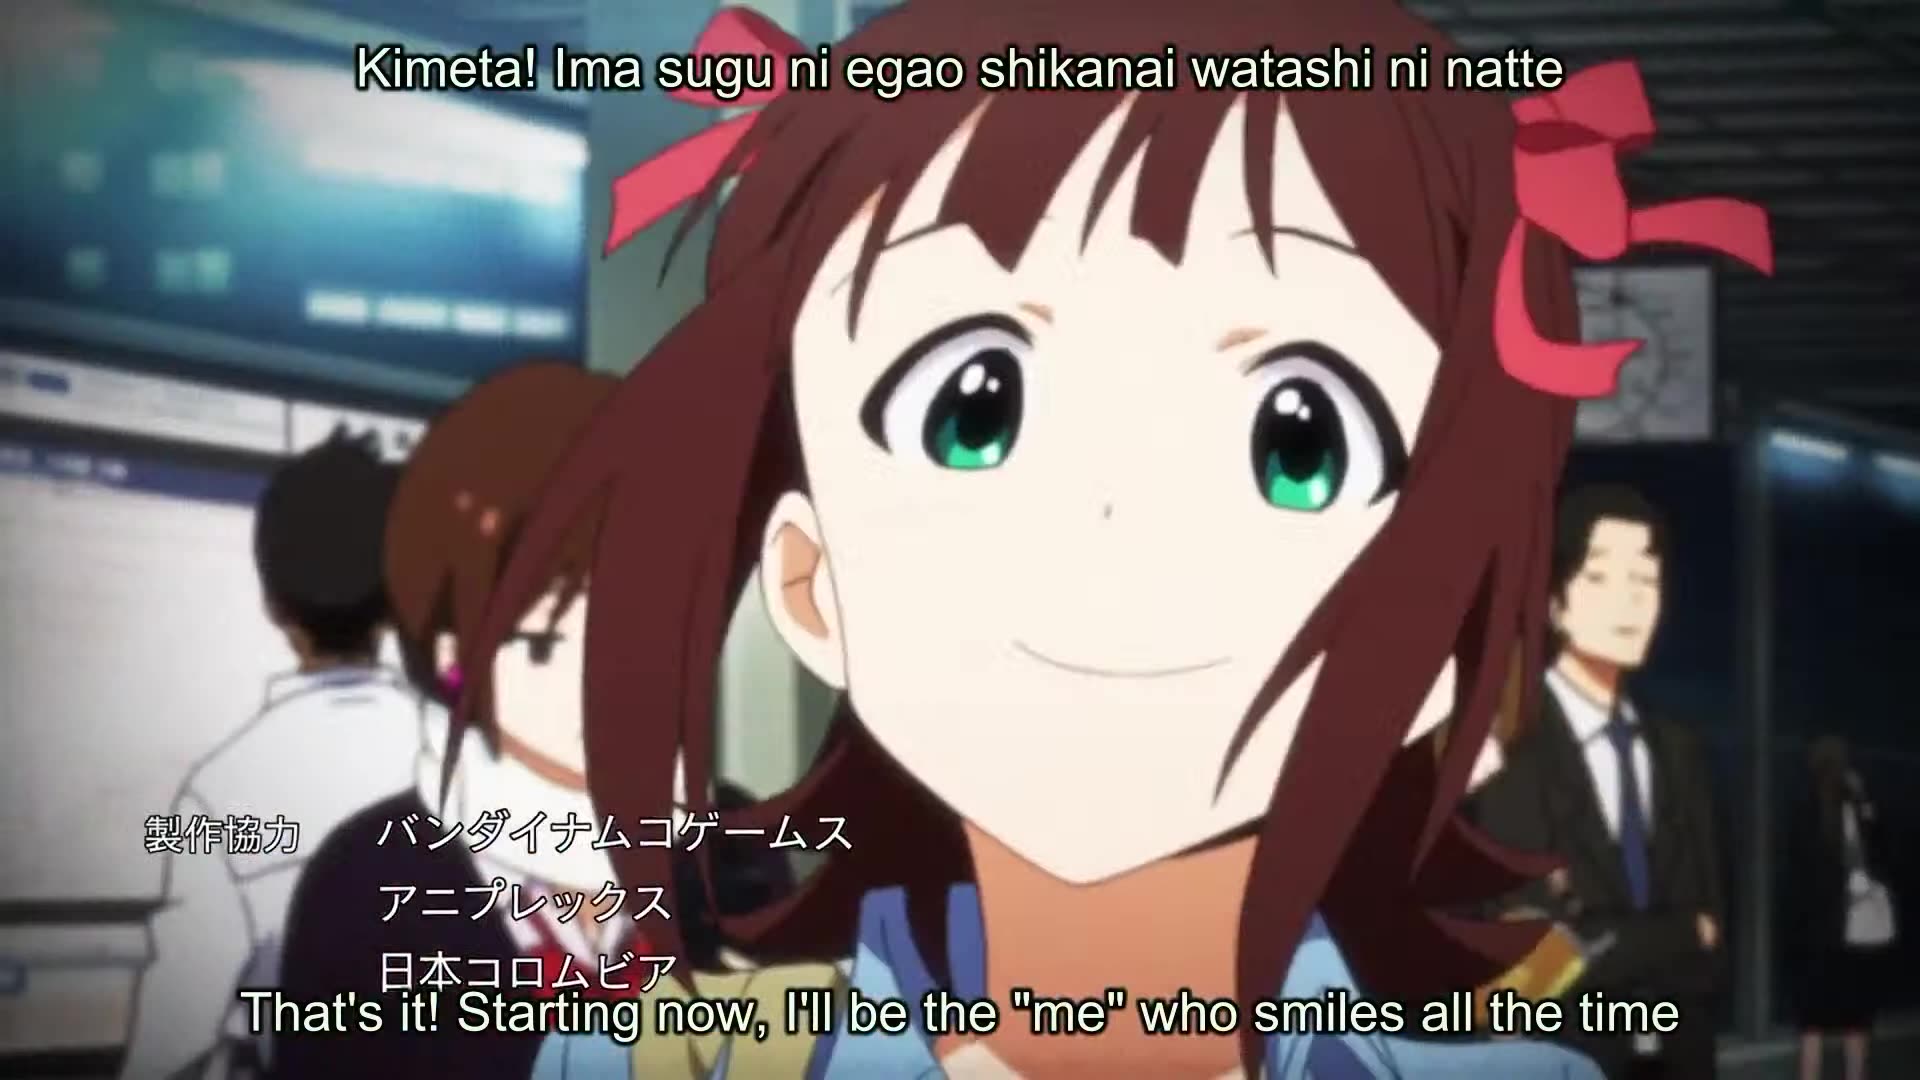 Kimeta! Ima sugu ni egao shikanai watashi ni natte
製作協力 バンダイナムコゲームス
アニプレックス
日本コロムビア
That's it! Starting now, I'll be the "me" who smiles all the time